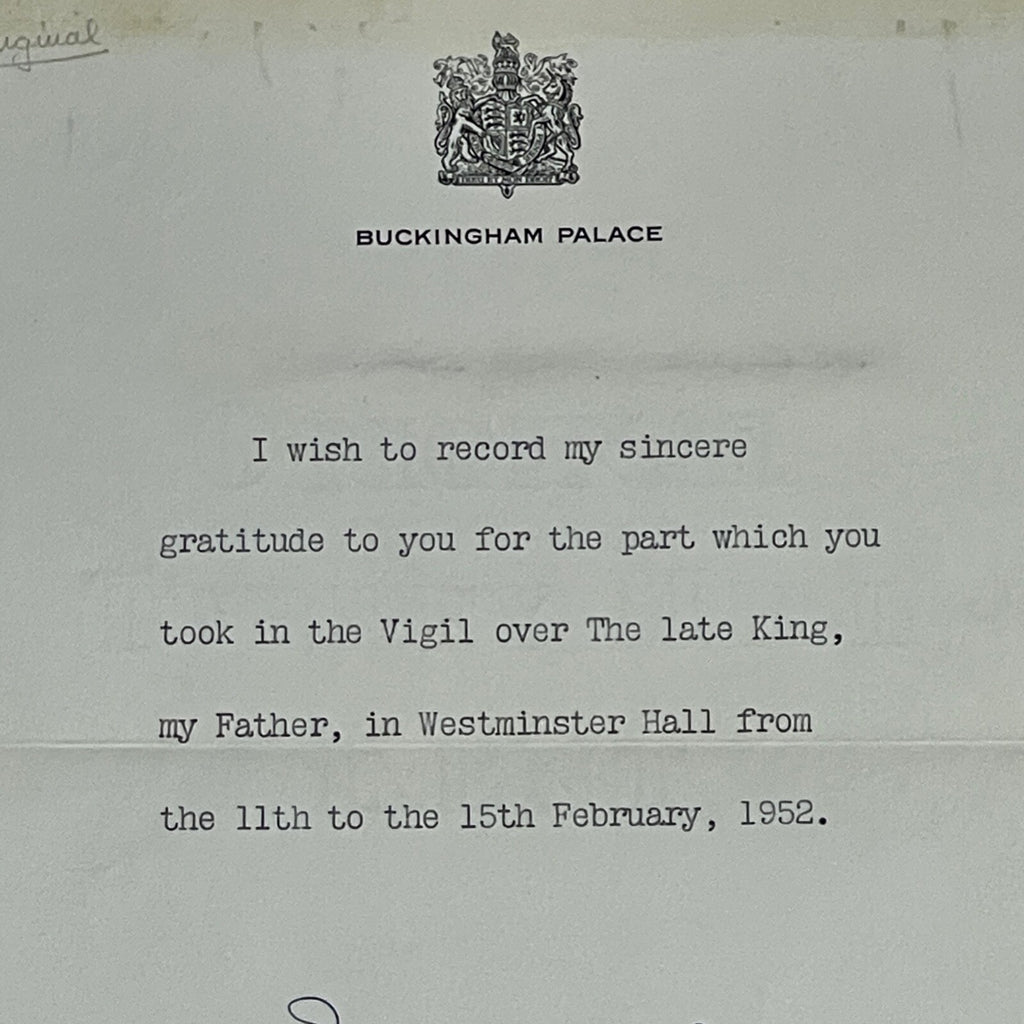 BUCKINGHAM PALACE
I wish to record my sincere
gratitude to you for the part which you
took in the Vigil over The late King,
my Father, in Westminster Hall from
the 11th to the 15th February, 1952.